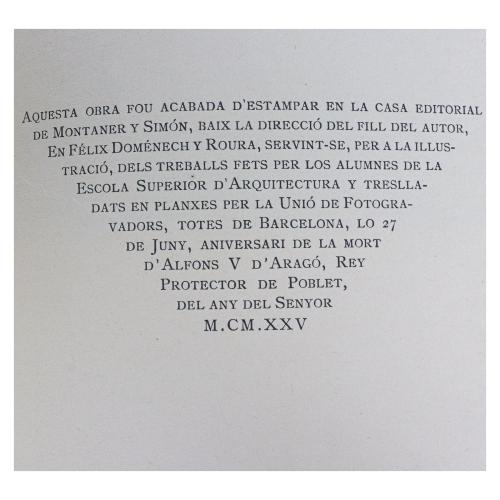 Aquesta obra fou acabada d'estampar en la casa editorial
de Montaner y Simón, baix la direcció del fill del autor,
En Félix Doménech y Roura, servint-se, per a la illus-
tració, dels treballs fets per los alumnes de la
Escola Superior d'Arquitectura y treslla-
dats en planxes per la Unió de Fotogra-
vadors, totes de Barcelona, lo 27
de Juny, aniversari de la mort
d'Alfons V d'Aragó, Rey
Protector de Poblet,
del any del Senyor
M.CM.XXV